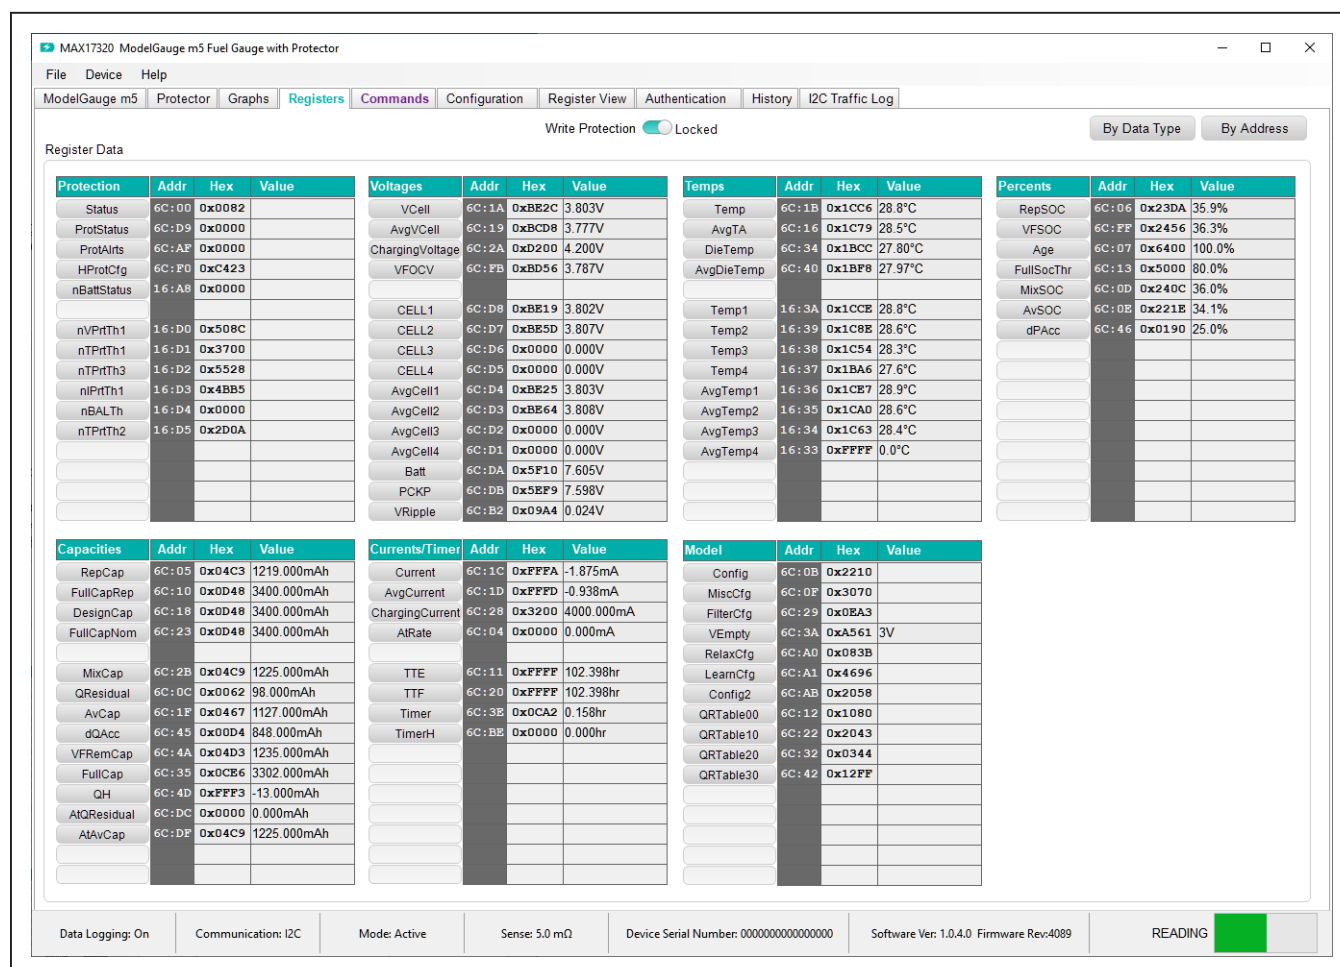 MAX17320 ModelGauge m5 Fuel Gauge with Protector
File Device Help
ModelGauge m5 Protector Graphs Registers Commands Configuration Register View Authentication History I2C Traffic Log
Write Protection Locked By Data Type By Address
Register Data
Protection Addr Hex Value
Status 6C:00 0x0082
ProtStatus 6C:D9 0x0000
ProtAlrts 6C:AF 0x0000
HProtCfg 6C:F0 0xC423
nBattStatus 16:A8 0x0000
nVPrtTh1 16:D0 0x508C
nTPrtTh1 16:D1 0x3700
nTPrtTh3 16:D2 0x5528
nIPrtTh1 16:D3 0x4BB5
nBALTh 16:D4 0x0000
nTPrtTh2 16:D5 0x2D0A
Voltages Addr Hex Value
VCell 6C:1A 0xBE2C 3.803V
AvgVCell 6C:19 0xBCD8 3.777V
ChargingVoltage 6C:2A 0xD200 4.200V
VFOCV 6C:FB 0xBD56 3.787V
CELL1 6C:D8 0xBE19 3.802V
CELL2 6C:D7 0xBE5D 3.807V
CELL3 6C:D6 0x0000 0.000V
CELL4 6C:D5 0x0000 0.000V
AvgCell1 6C:D4 0xBE25 3.803V
AvgCell2 6C:D3 0xBE64 3.808V
AvgCell3 6C:D2 0x0000 0.000V
AvgCell4 6C:D1 0x0000 0.000V
Batt 6C:DA 0x5F10 7.605V
PCKP 6C:DB 0x5EF9 7.598V
VRipple 6C:B2 0x09A4 0.024V
Temps Addr Hex Value
Temp 6C:1B 0x1CC6 28.8°C
AvgTA 6C:16 0x1C79 28.5°C
DieTemp 6C:34 0x1BCC 27.80°C
AvgDieTemp 6C:40 0x1BF8 27.97°C
Temp1 16:3A 0x1CCE 28.8°C
Temp2 16:39 0x1C8E 28.6°C
Temp3 16:38 0x1C54 28.3°C
Temp4 16:37 0x1BA6 27.6°C
AvgTemp1 16:36 0x1CE7 28.9°C
AvgTemp2 16:35 0x1CA0 28.6°C
AvgTemp3 16:34 0x1C63 28.4°C
AvgTemp4 16:33 0xFFFF 0.0°C
Percents Addr Hex Value
RepSOC 6C:06 0x23DA 35.9%
VFSOC 6C:FF 0x2456 36.3%
Age 6C:07 0x6400 100.0%
FullSocThr 6C:13 0x5000 80.0%
MixSOC 6C:0D 0x240C 36.0%
AvSOC 6C:0E 0x221E 34.1%
dPAcc 6C:46 0x0190 25.0%
Capacities Addr Hex Value
RepCap 6C:05 0x04C3 1219.000mAh
FullCapRep 6C:10 0x0D48 3400.000mAh
DesignCap 6C:18 0x0D48 3400.000mAh
FullCapNom 6C:23 0x0D48 3400.000mAh
MixCap 6C:2B 0x04C9 1225.000mAh
QResidual 6C:0C 0x0062 98.000mAh
AvCap 6C:1F 0x0467 1127.000mAh
dQAcc 6C:45 0x00D4 848.000mAh
VFRemCap 6C:4A 0x04D3 1235.000mAh
FullCap 6C:35 0x0CE6 3302.000mAh
QH 6C:4D 0xFFF3 -13.000mAh
AtQResidual 6C:DC 0x0000 0.000mAh
AtAvCap 6C:DF 0x04C9 1225.000mAh
Currents/Timer Addr Hex Value
Current 6C:1C 0xFFFA -1.875mA
AvgCurrent 6C:1D 0xFFFD -0.938mA
ChargingCurrent 6C:28 0x3200 4000.000mA
AtRate 6C:04 0x0000 0.000mA
TTE 6C:11 0xFFFF 102.398hr
TTF 6C:20 0xFFFF 102.398hr
Timer 6C:3E 0x0CA2 0.158hr
TimerH 6C:BE 0x0000 0.000hr
Model Addr Hex Value
Config 6C:0B 0x2210
MiscCfg 6C:0F 0x3070
FilterCfg 6C:29 0x0EA3
VEmpty 6C:3A 0xA561 3V
RelaxCfg 6C:A0 0x083B
LearnCfg 6C:A1 0x4696
Config2 6C:AB 0x2058
QRTable00 6C:12 0x1080
QRTable10 6C:22 0x2043
QRTable20 6C:32 0x0344
QRTable30 6C:42 0x12FF
Data Logging: On Communication: I2C Mode: Active Sense: 5.0 mΩ Device Serial Number: 0000000000000000 Software Ver: 1.0.4.0 Firmware Rev:4089 READING